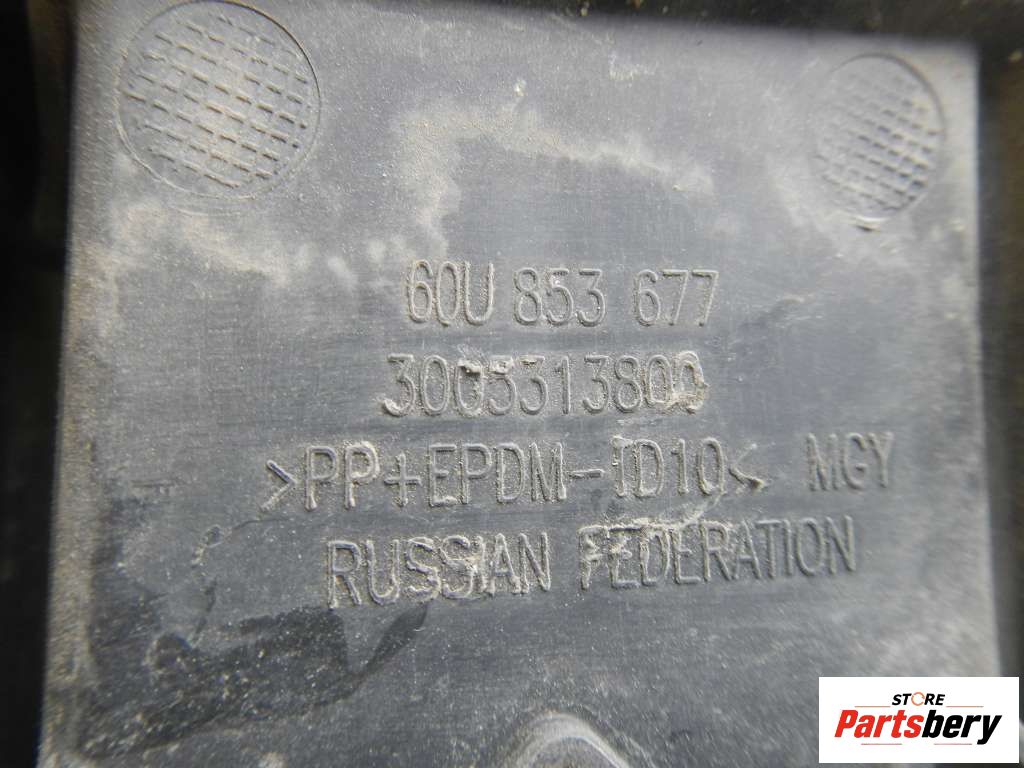 60U 853 677
3005313800
>PP+EPDM-TD10< MGY
RUSSIAN FEDERATION
STORE
Partsbery